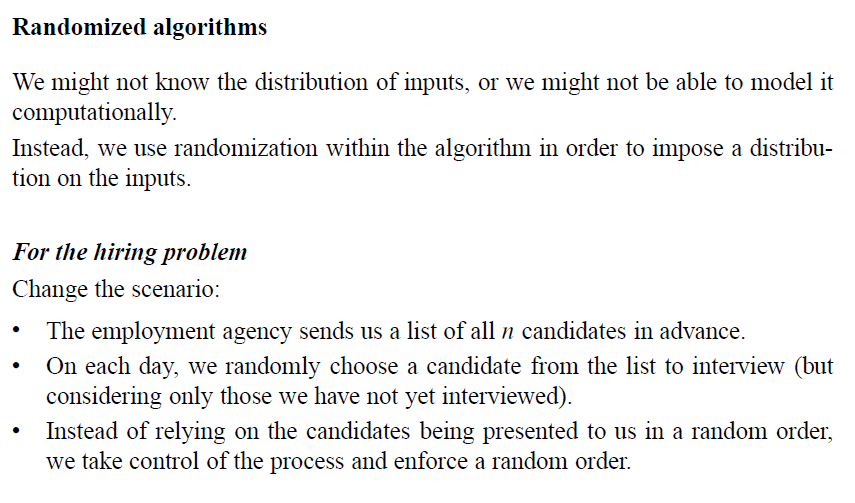 Randomized algorithms
We might not know the distribution of inputs, or we might not be able to model it
computationally.
Instead, we use randomization within the algorithm in order to impose a distribu-
tion on the inputs.
For the hiring problem
Change the scenario:
• The employment agency sends us a list of all n candidates in advance.
• On each day, we randomly choose a candidate from the list to interview (but
considering only those we have not yet interviewed).
• Instead of relying on the candidates being presented to us in a random order,
we take control of the process and enforce a random order.